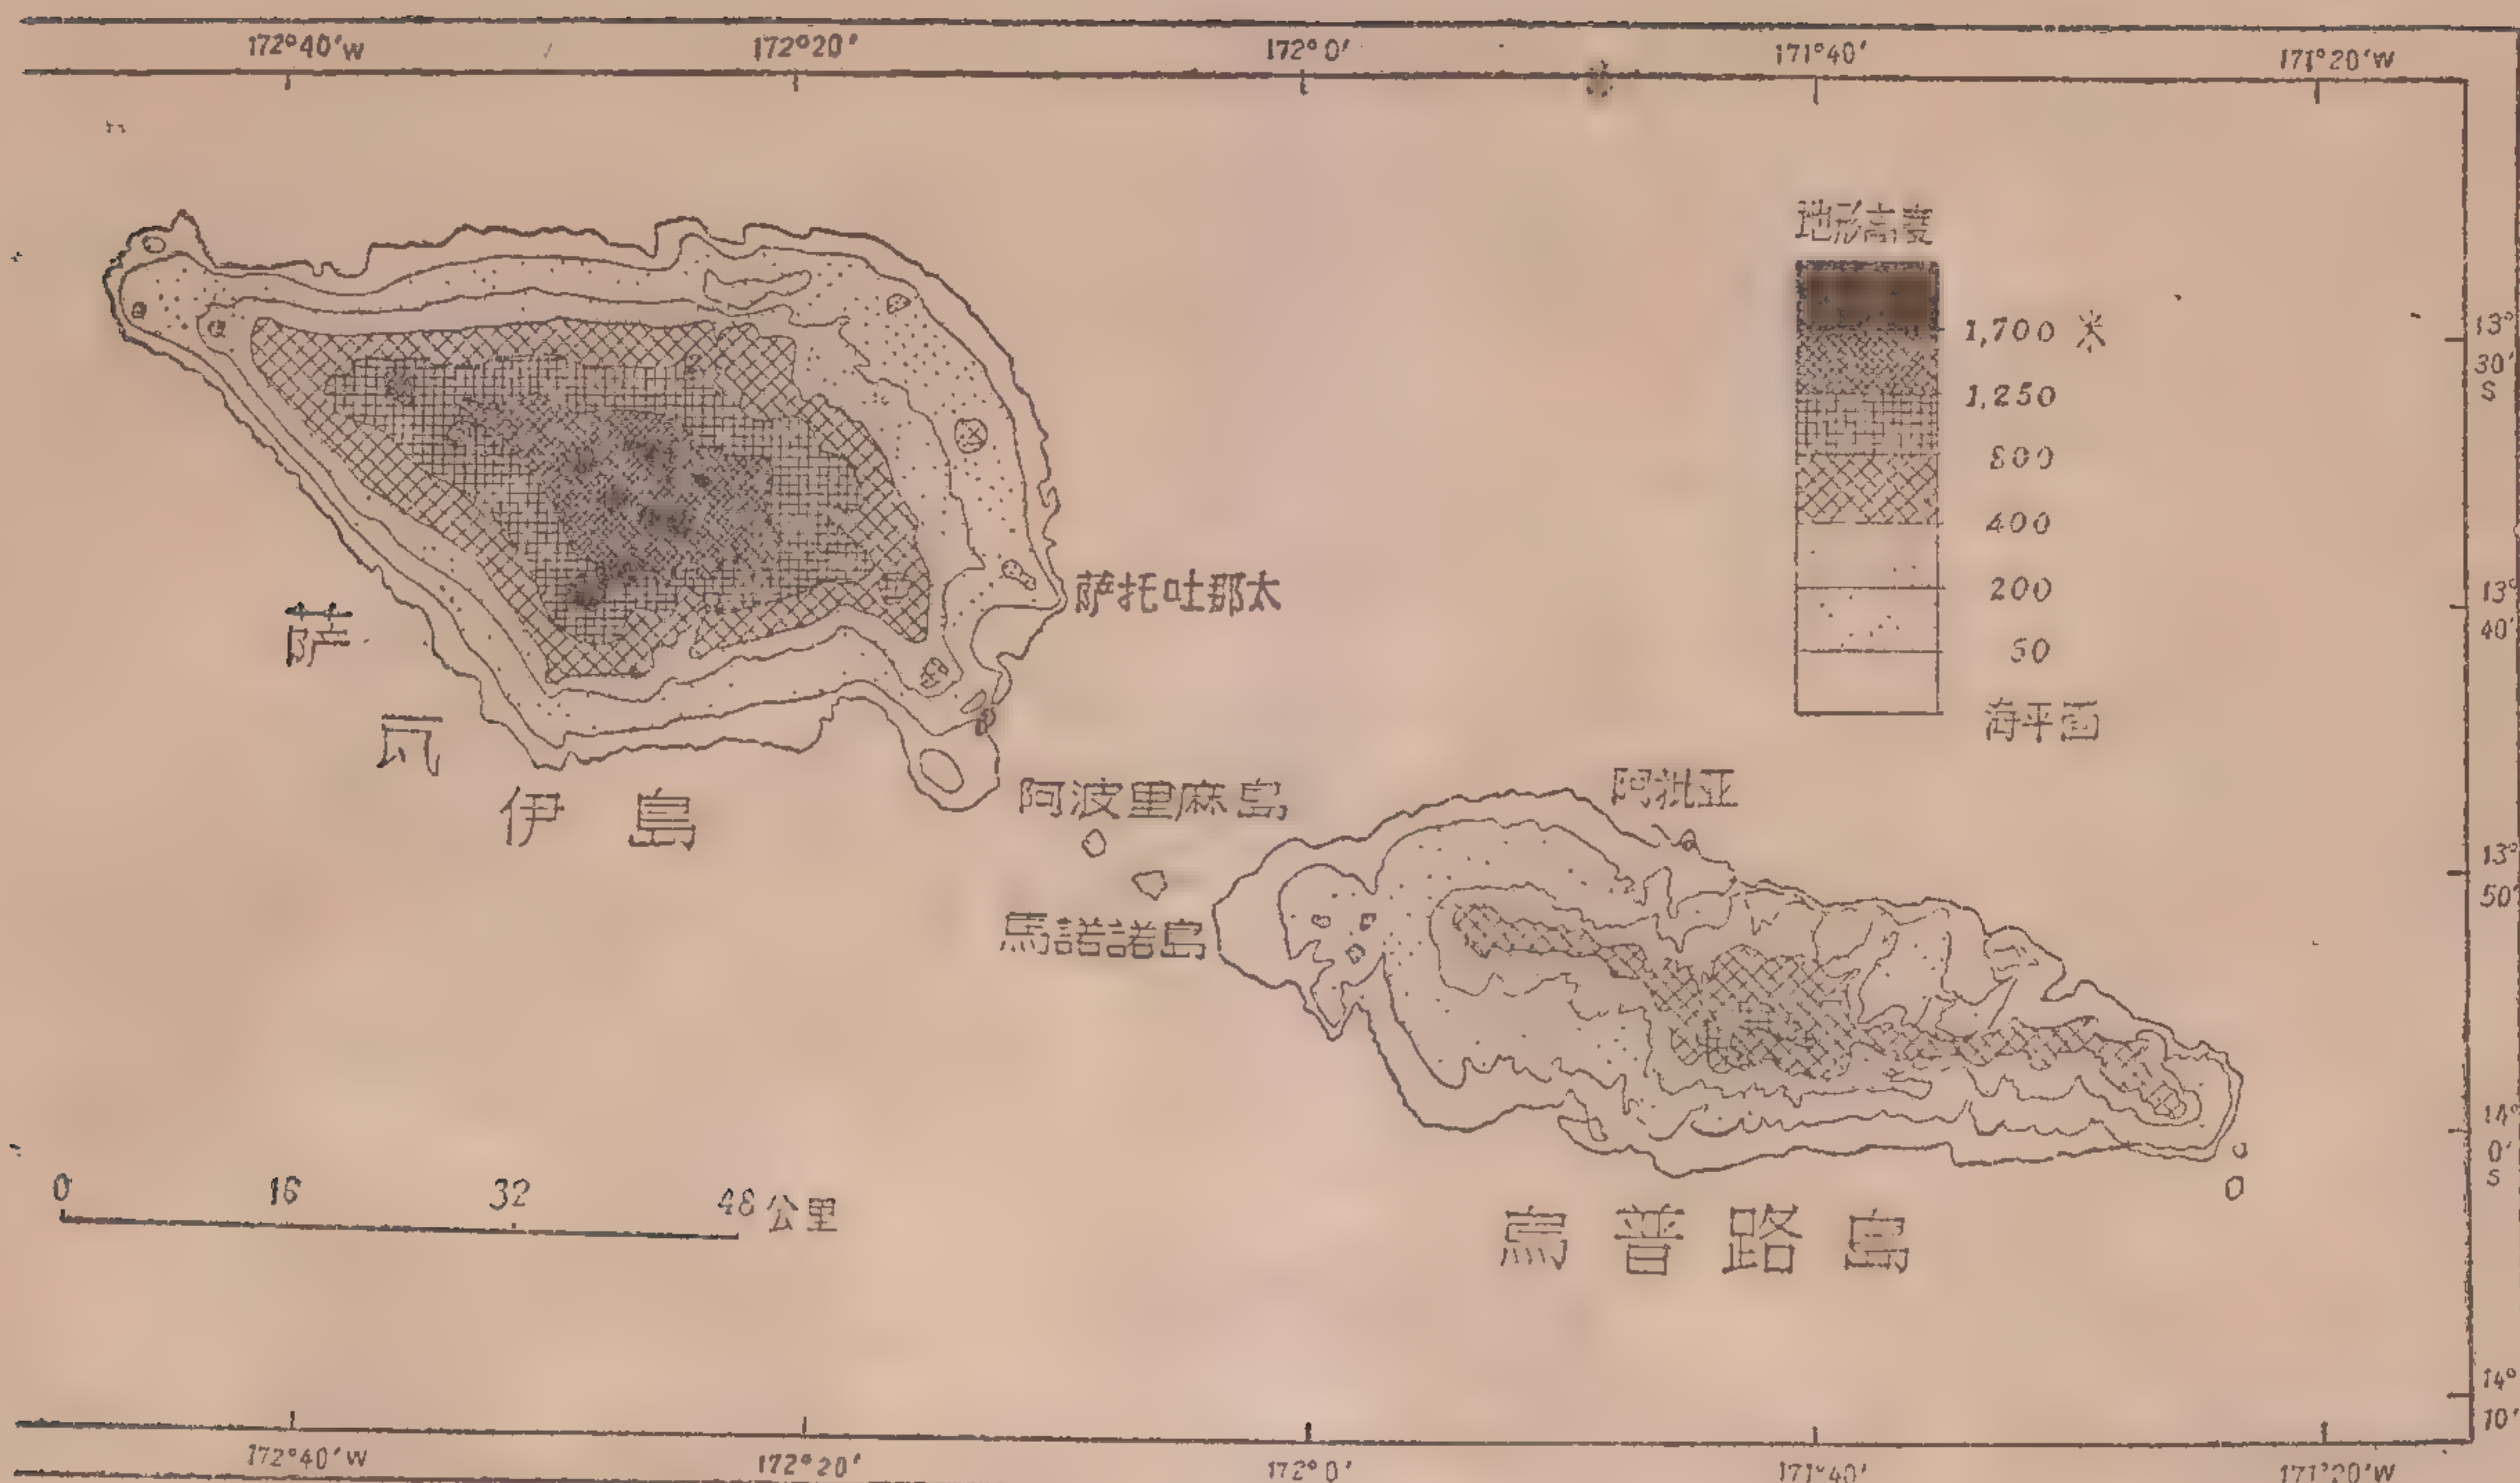 172°40′W 172°20′ 172°0′ 171°40′ 171°20′W
地形高度
1,700 米
1,250
800
400
200
50
海平面
13°
30′
S
13°
40′
13°
50′
14°
0′
S
14°
10′
萨托吐那太
萨
瓦
伊島
阿波里麻島
阿批亚
馬諾諾島
烏普路島
0 16 32 48 公里
172°40′W 172°20′ 172°0′ 171°40′ 171°20′W